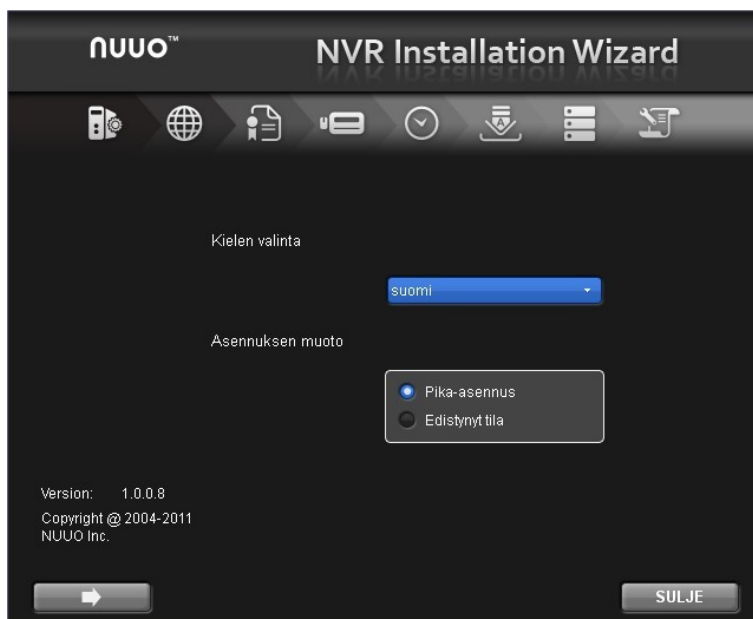 nuuo™
NVR Installation Wizard
Kielen valinta
suomi
Asennuksen muoto
Pika-asennus
Edistynyt tila
Version: 1.0.0.8
Copyright @ 2004-2011
NUUO Inc.
SULJE